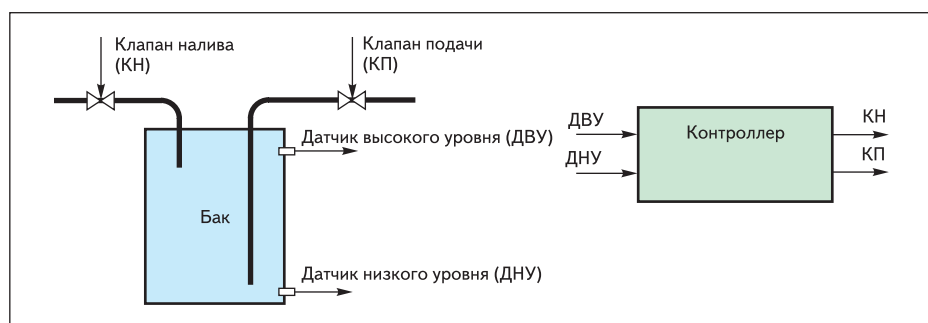 Клапан налива
(КН)
Клапан подачи
(КП)
Датчик высокого уровня (ДВУ)
Бак
Датчик низкого уровня (ДНУ)
ДВУ
ДНУ
Контроллер
КН
КП